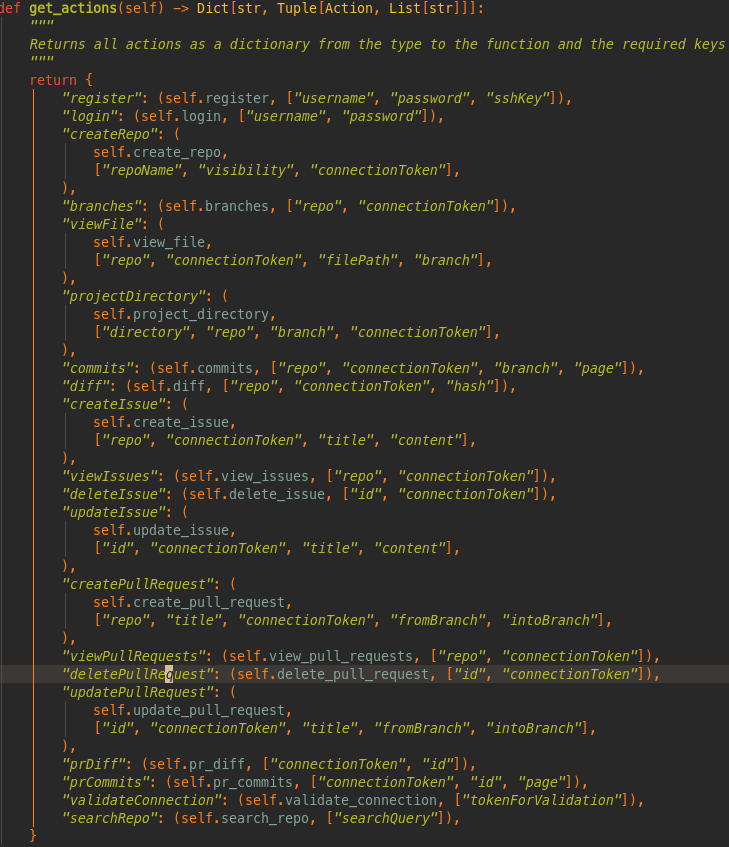 def get_actions(self) -> Dict[str, Tuple[Action, List[str]]]:
"""
Returns all actions as a dictionary from the type to the function and the required keys
"""
return {
"register": (self.register, ["username", "password", "sshKey"]),
"login": (self.login, ["username", "password"]),
"createRepo": (
self.create_repo,
["repoName", "visibility", "connectionToken"],
),
"branches": (self.branches, ["repo", "connectionToken"]),
"viewFile": (
self.view_file,
["repo", "connectionToken", "filePath", "branch"],
),
"projectDirectory": (
self.project_directory,
["directory", "repo", "branch", "connectionToken"],
),
"commits": (self.commits, ["repo", "connectionToken", "branch", "page"]),
"diff": (self.diff, ["repo", "connectionToken", "hash"]),
"createIssue": (
self.create_issue,
["repo", "connectionToken", "title", "content"],
),
"viewIssues": (self.view_issues, ["repo", "connectionToken"]),
"deleteIssue": (self.delete_issue, ["id", "connectionToken"]),
"updateIssue": (
self.update_issue,
["id", "connectionToken", "title", "content"],
),
"createPullRequest": (
self.create_pull_request,
["repo", "title", "connectionToken", "fromBranch", "intoBranch"],
),
"viewPullRequests": (self.view_pull_requests, ["repo", "connectionToken"]),
"deletePullRequest": (self.delete_pull_request, ["id", "connectionToken"]),
"updatePullRequest": (
self.update_pull_request,
["id", "connectionToken", "title", "fromBranch", "intoBranch"],
),
"prDiff": (self.pr_diff, ["connectionToken", "id"]),
"prCommits": (self.pr_commits, ["connectionToken", "id", "page"]),
"validateConnection": (self.validate_connection, ["tokenForValidation"]),
"searchRepo": (self.search_repo, ["searchQuery"]),
}